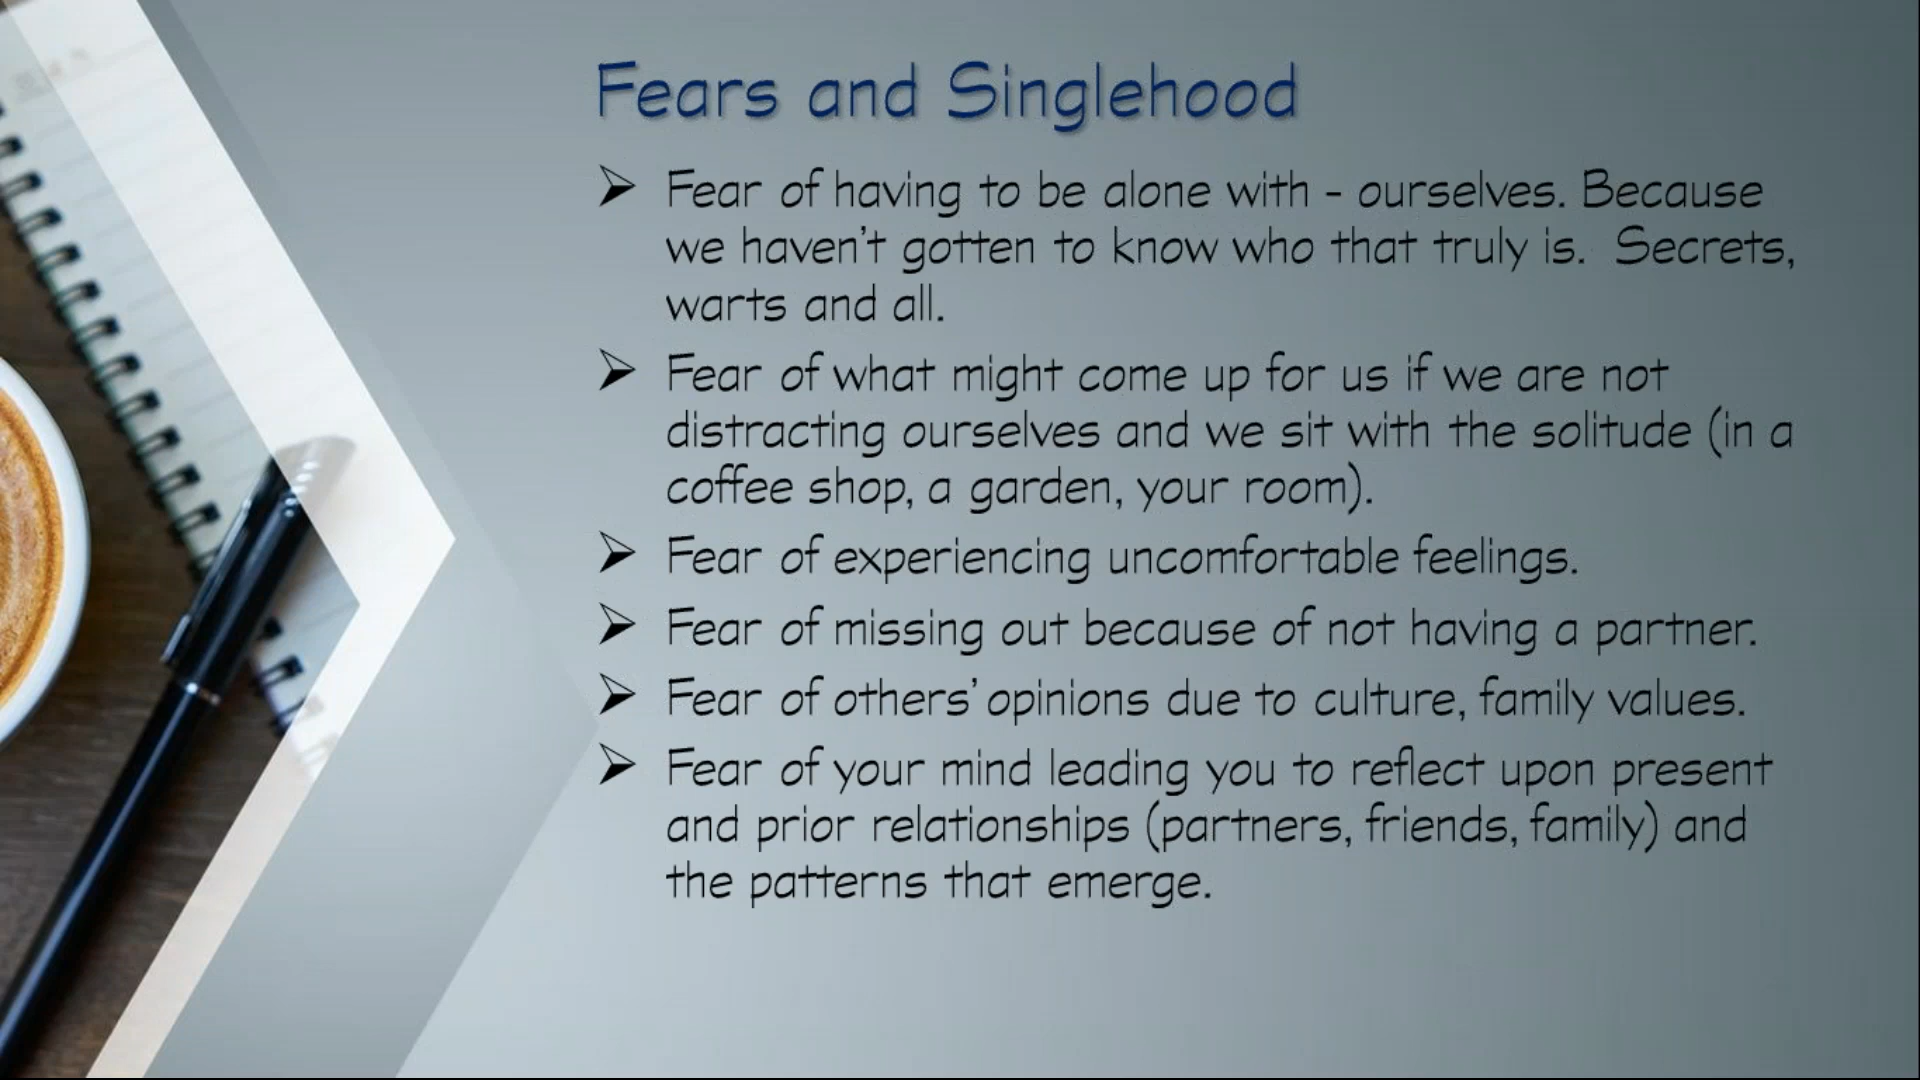 Fears and Singlehood
➢ Fear of having to be alone with - ourselves. Because
we haven't gotten to know who that truly is.  Secrets,
warts and all.
➢ Fear of what might come up for us if we are not
distracting ourselves and we sit with the solitude (in a
coffee shop, a garden, your room).
➢ Fear of experiencing uncomfortable feelings.
➢ Fear of missing out because of not having a partner.
➢ Fear of others' opinions due to culture, family values.
➢ Fear of your mind leading you to reflect upon present
and prior relationships (partners, friends, family) and
the patterns that emerge.